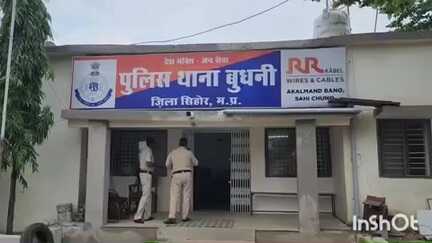 देश भक्ति - जन सेवा
पुलिस थाना बुधनी
ज़िला सिहोर, म.प्र.
RR
KABEL
WIRES & CABLES
AKALMAND BANO,
SAHI CHUNO.
InShOt